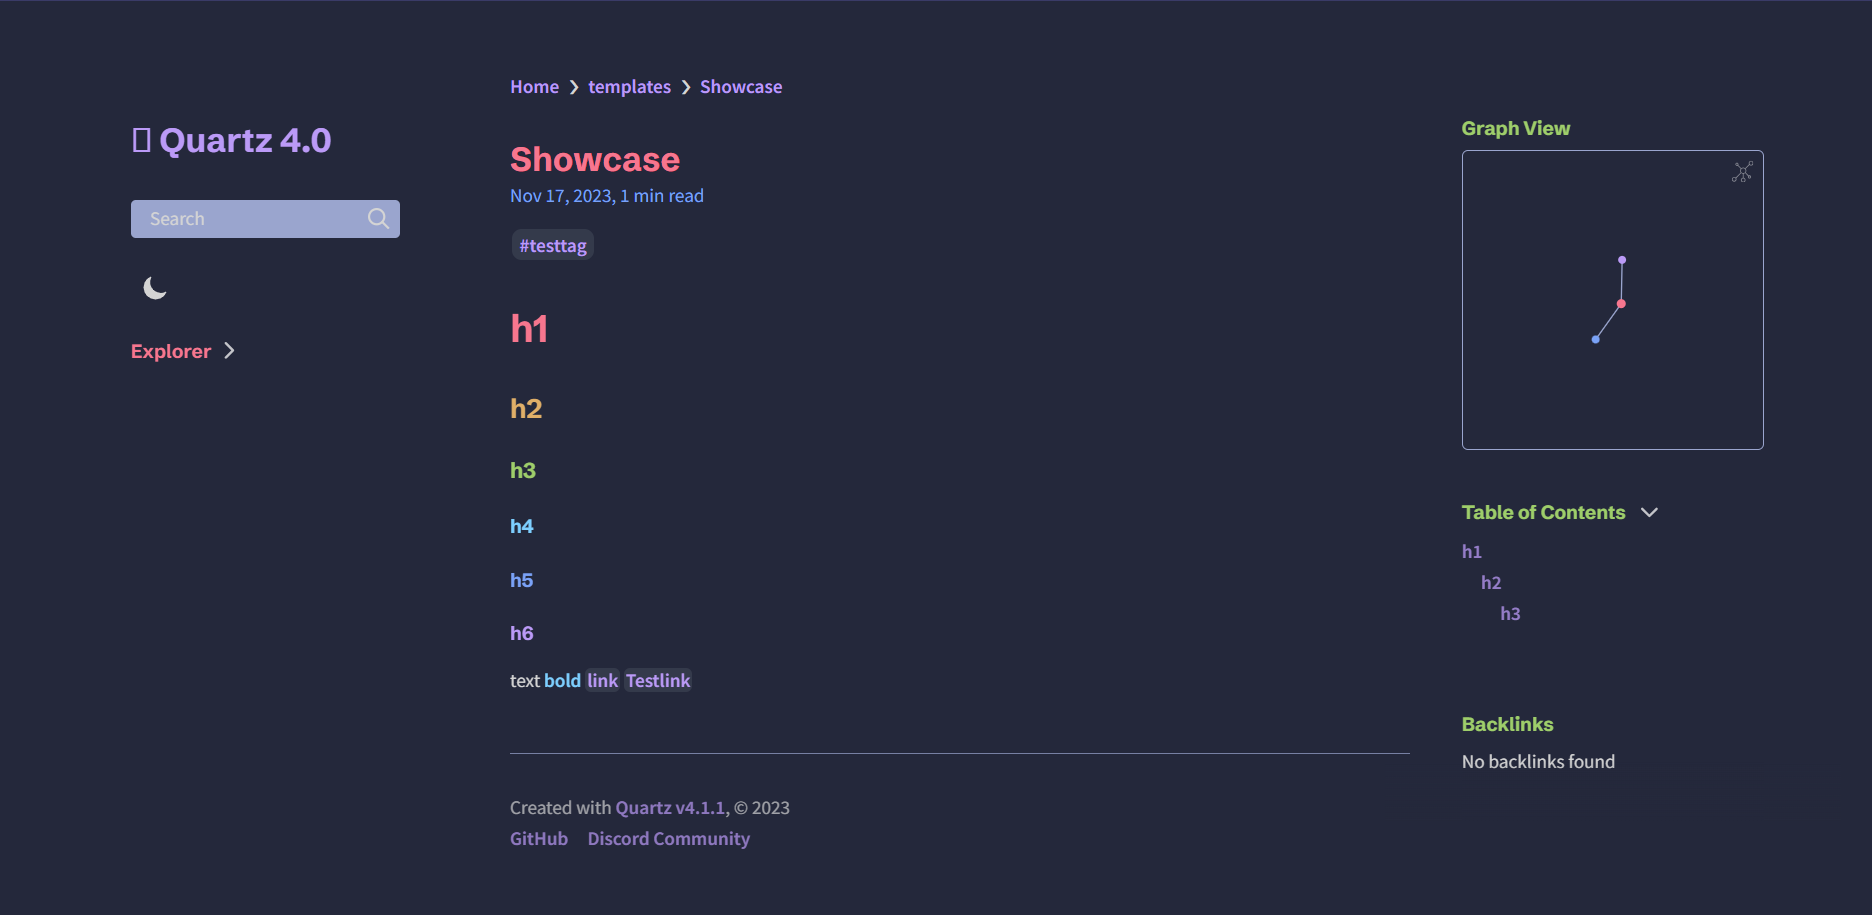 Home > templates > Showcase
Quartz 4.0
Search
Explorer >
Showcase
Nov 17, 2023, 1 min read
#testtag
h1
h2
h3
h4
h5
h6
text bold link Testlink
Created with Quartz v4.1.1, © 2023
GitHub Discord Community
Graph View
Table of Contents
h1
h2
h3
Backlinks
No backlinks found